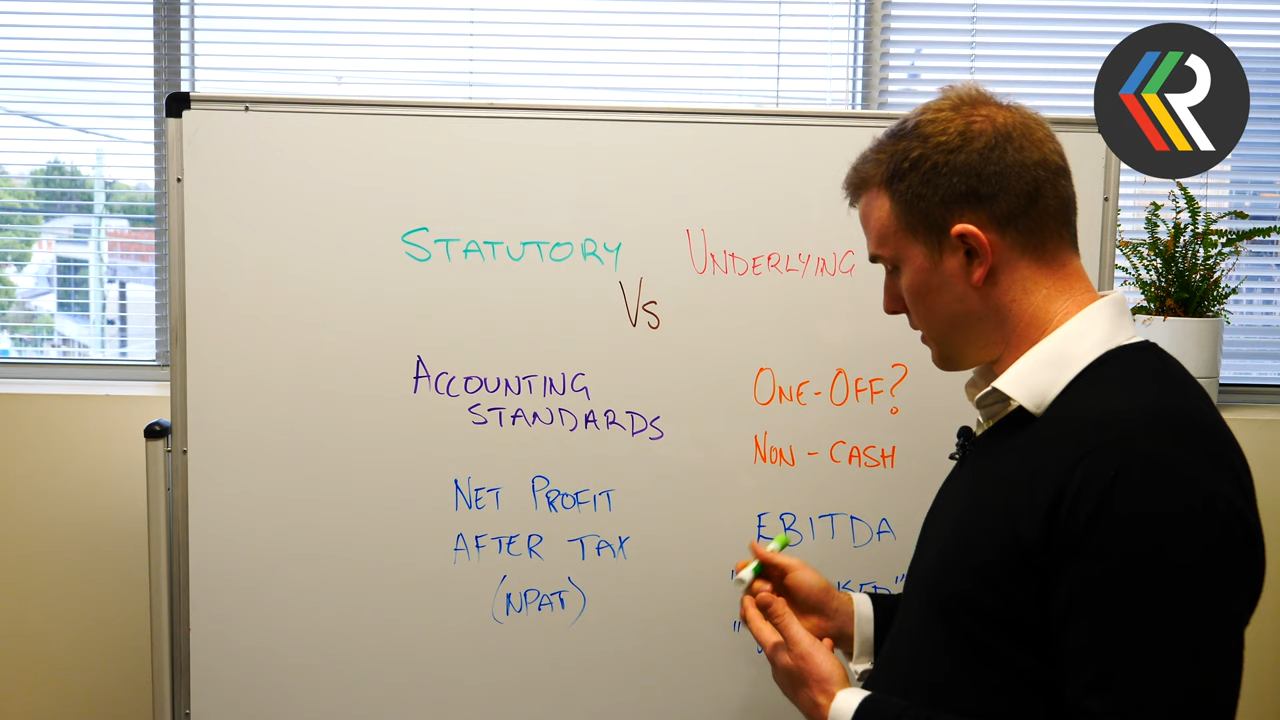 STATUTORY
UNDERLYING
Vs
ACCOUNTING
STANDARDS
NET PROFIT
AFTER TAX
(NPAT)
ONE-OFF?
NON-CASH
EBITDA